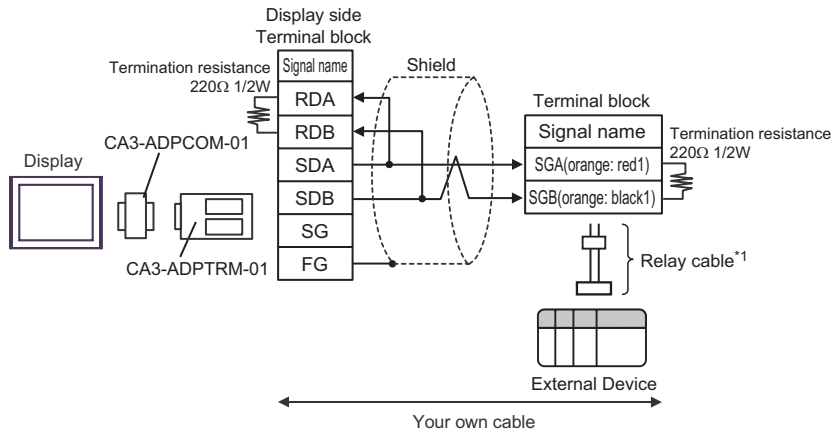 Display side
Terminal block
Termination resistance
220Ω 1/2W
Signal name
RDA
RDB
SDA
SDB
SG
FG
Shield
Display
CA3-ADPCOM-01
CA3-ADPTRM-01
Terminal block
Signal name
SGA(orange: red1)
SGB(orange: black1)
Termination resistance
220Ω 1/2W
Relay cable*1
External Device
Your own cable